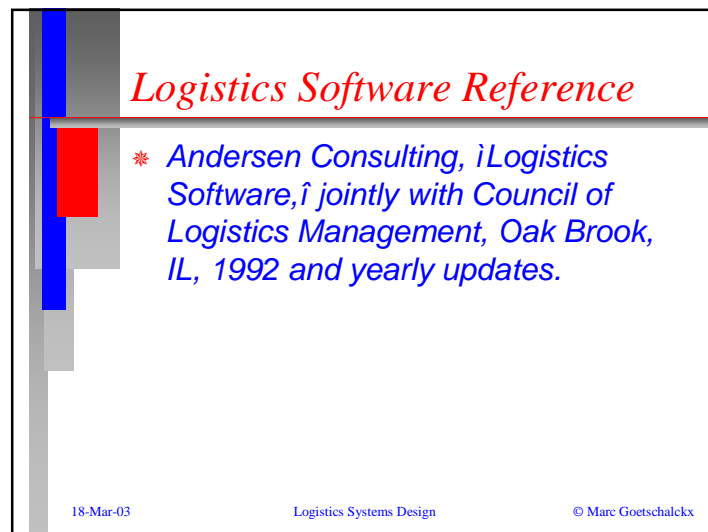 Logistics Software Reference
Andersen Consulting, ìLogistics
Software,î jointly with Council of
Logistics Management, Oak Brook,
IL, 1992 and yearly updates.
18-Mar-03 Logistics Systems Design © Marc Goetschalckx